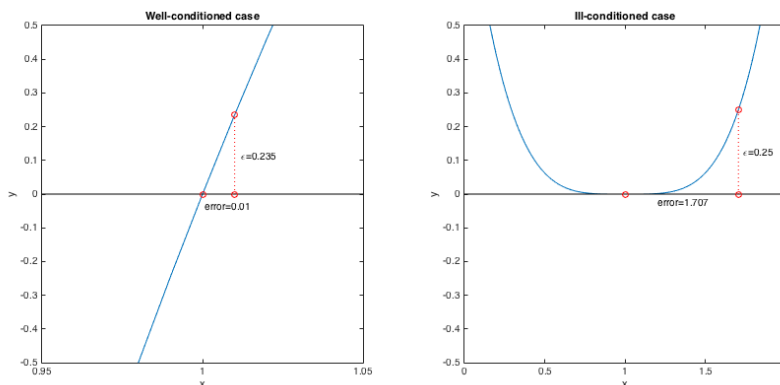 Well-conditioned case
0.5
0.4
0.3
0.2
0.1
0
-0.1
-0.2
-0.3
-0.4
-0.5
y
ϵ=0.235
error=0.01
0.95
1
1.05
x
Ill-conditioned case
0.5
0.4
0.3
0.2
0.1
0
-0.1
-0.2
-0.3
-0.4
-0.5
y
ϵ=0.25
error=1.707
0
0.5
1
1.5
x